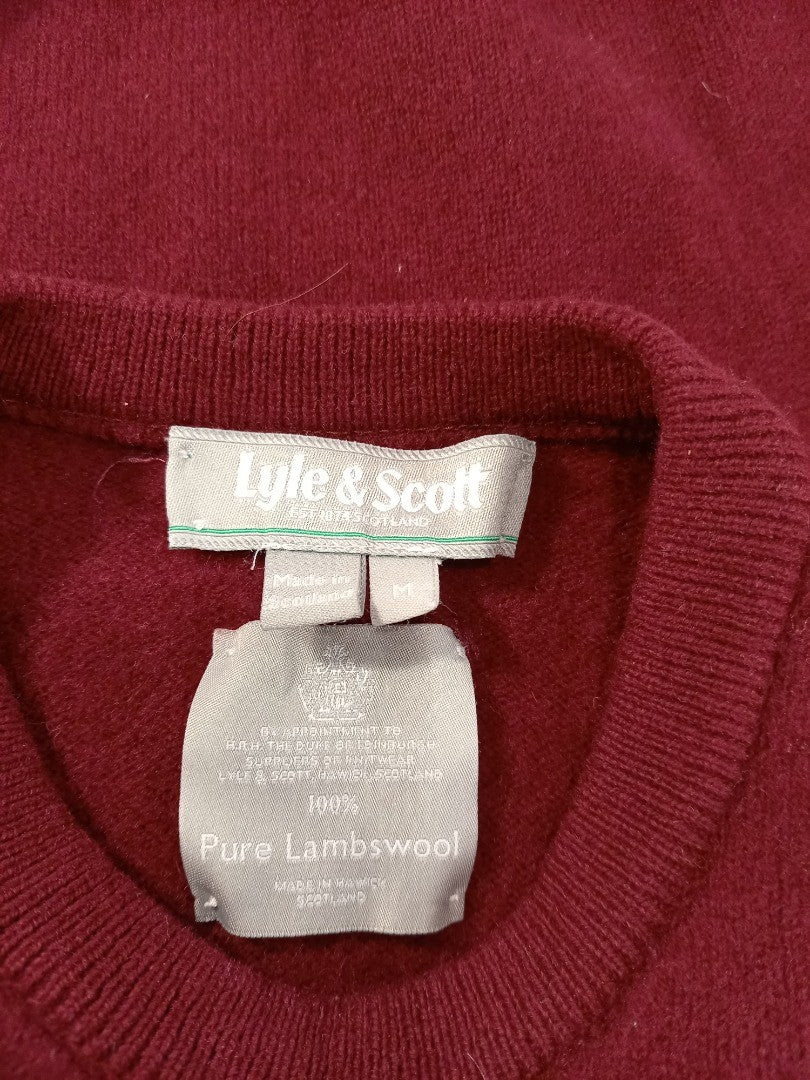 Lyle & Scott
EST. 1874 SCOTLAND
Made in
Scotland
M
BY APPOINTMENT TO
H.R.H. THE DUKE OF EDINBURGH
SUPPLIERS OF KNITWEAR
LYLE & SCOTT, HAWICK, SCOTLAND
100%
Pure Lambswool
MADE IN HAWICK
SCOTLAND